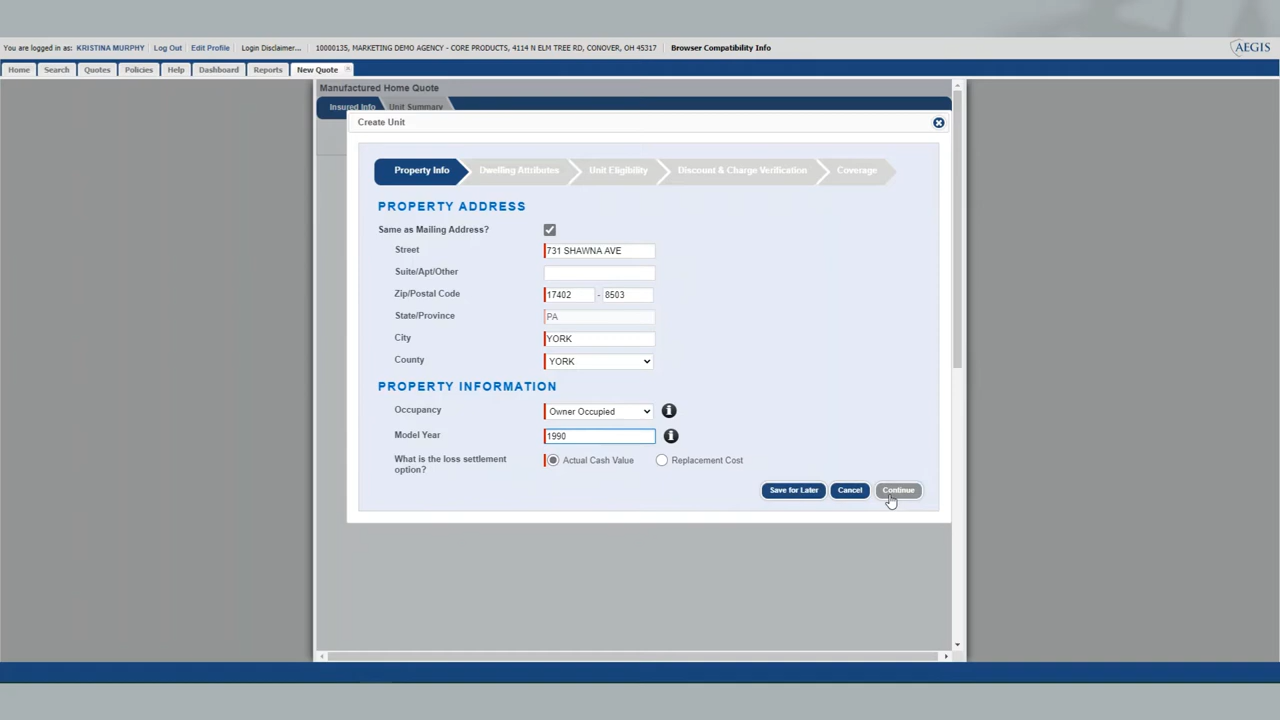 You are logged in as: KRISTINA MURPHY Log Out Edit Profile Login Disclaimer... 10000135, MARKETING DEMO AGENCY - CORE PRODUCTS, 4114 N ELM TREE RD, CONOVER, OH 45317 Browser Compatibility Info AEGIS
Home Search Quotes Policies Help Dashboard Reports New Quote
Manufactured Home Quote
Insured Info Unit Summary
Create Unit
Property Info Dwelling Attributes Unit Eligibility Discount & Charge Verification Coverage
PROPERTY ADDRESS
Same as Mailing Address?
Street 731 SHAWNA AVE
Suite/Apt/Other
Zip/Postal Code 17402 - 8503
State/Province PA
City YORK
County YORK
PROPERTY INFORMATION
Occupancy Owner Occupied
Model Year 1990
What is the loss settlement Actual Cash Value Replacement Cost
option?
Save for Later Cancel Continue